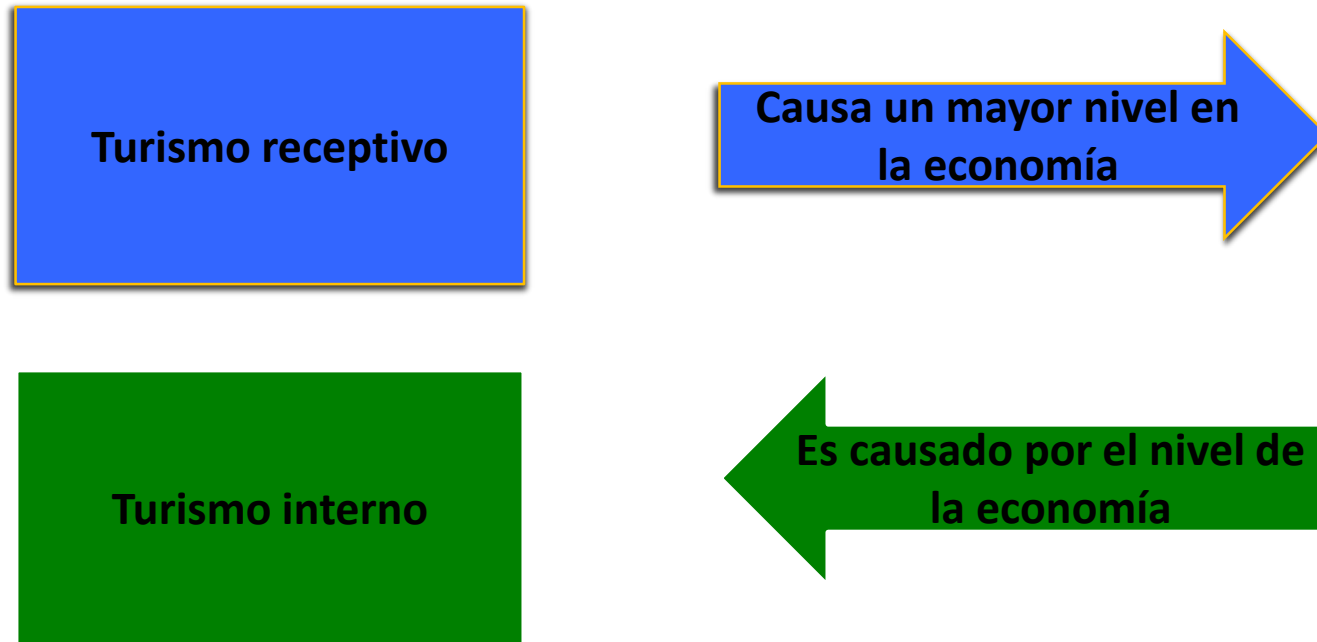 Turismo receptivo
Causa un mayor nivel en
la economía
Turismo interno
Es causado por el nivel de
la economía